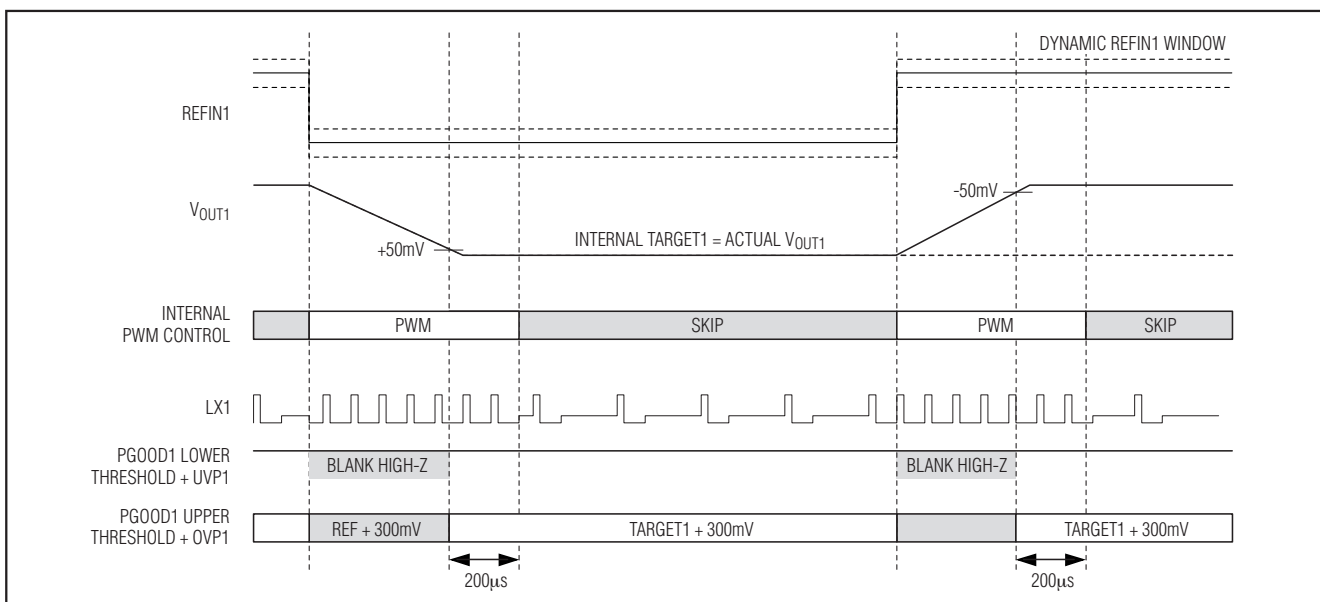 DYNAMIC REFIN1 WINDOW
REFIN1
VOUT1
+50mV
INTERNAL TARGET1 = ACTUAL VOUT1
-50mV
INTERNAL
PWM CONTROL
PWM
SKIP
PWM
SKIP
LX1
PGOOD1 LOWER
THRESHOLD + UVP1
BLANK HIGH-Z
BLANK HIGH-Z
PGOOD1 UPPER
THRESHOLD + OVP1
REF + 300mV
TARGET1 + 300mV
TARGET1 + 300mV
200µs
200µs